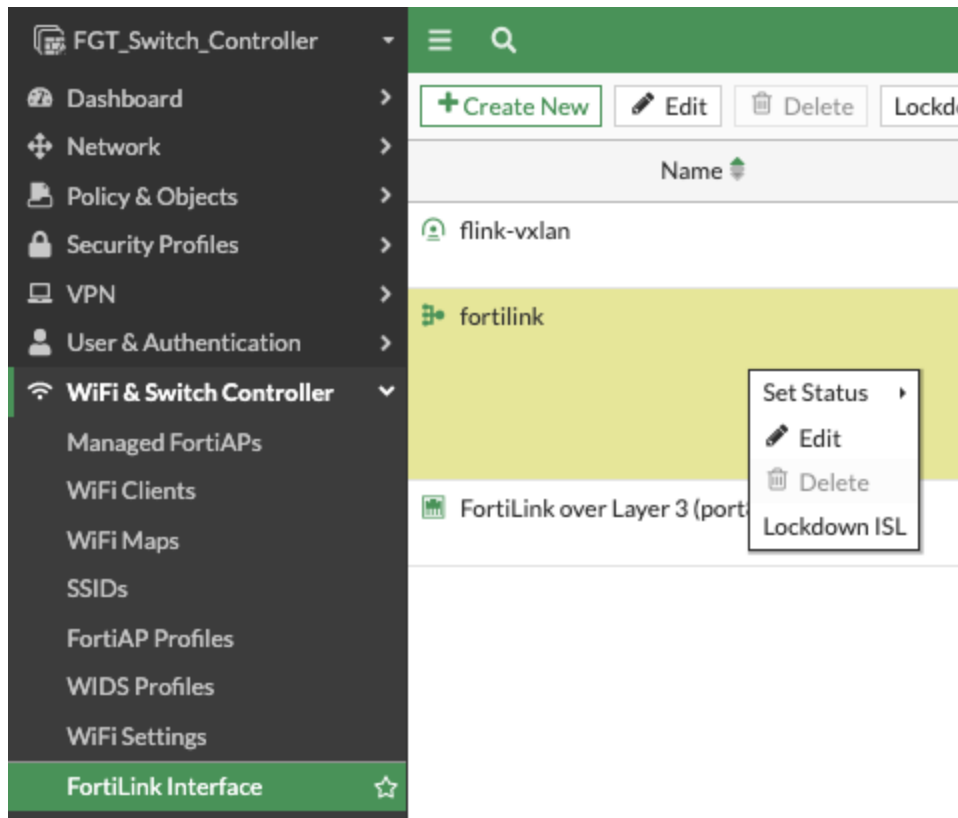 FGT_Switch_Controller
Dashboard
Network
Policy & Objects
Security Profiles
VPN
User & Authentication
WiFi & Switch Controller
Managed FortiAPs
WiFi Clients
WiFi Maps
SSIDs
FortiAP Profiles
WIDS Profiles
WiFi Settings
FortiLink Interface
+Create New Edit Delete
Name
flink-vxlan
fortilink
FortiLink over Layer 3
Set Status
Edit
Delete
Lockdown ISL